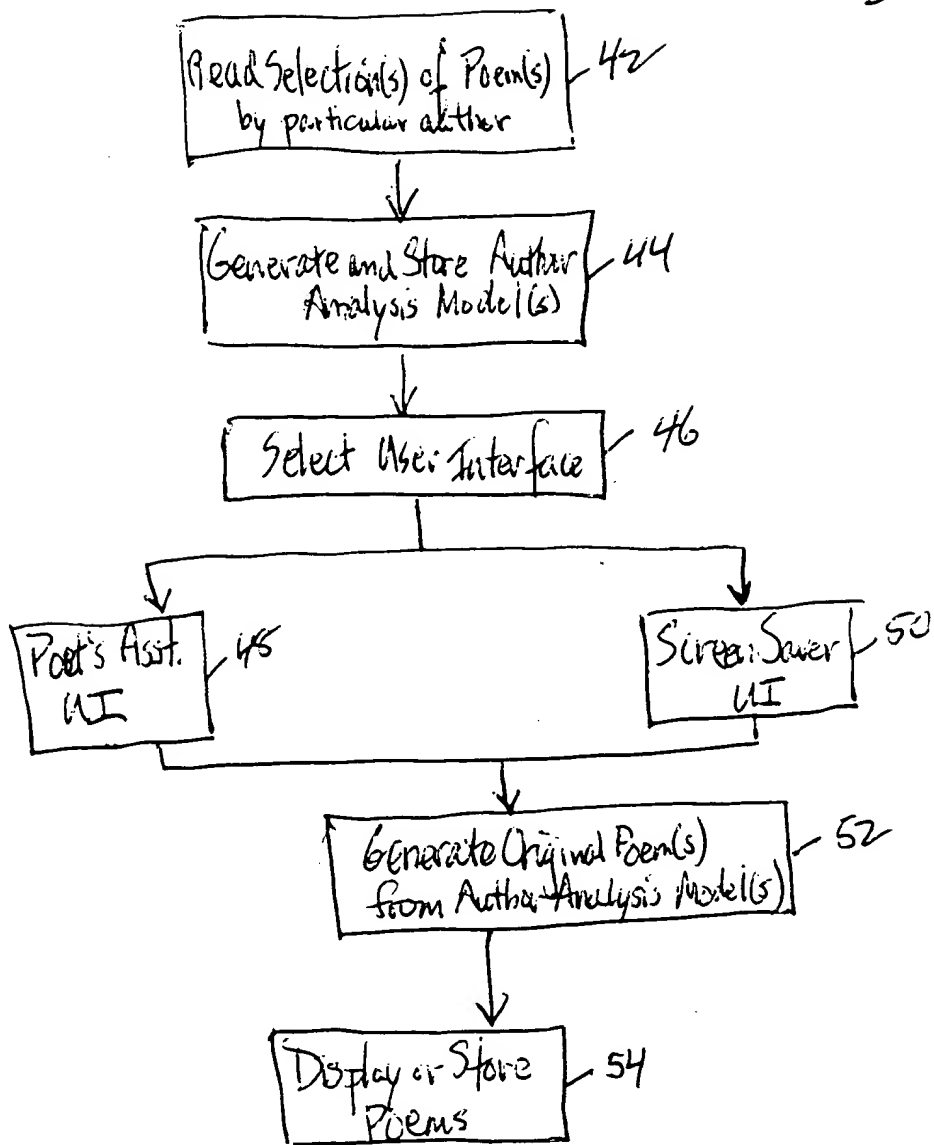 Read Selection(s) of Poem(s)
by particular author
42
Generate and Store Author
Analysis Model(s)
44
Select User Interface
46
Poet's Asst.
UI
48
Screen Saver
UI
50
Generate Original Poem(s)
from Author Analysis Model(s)
52
Display or Store
Poems
54